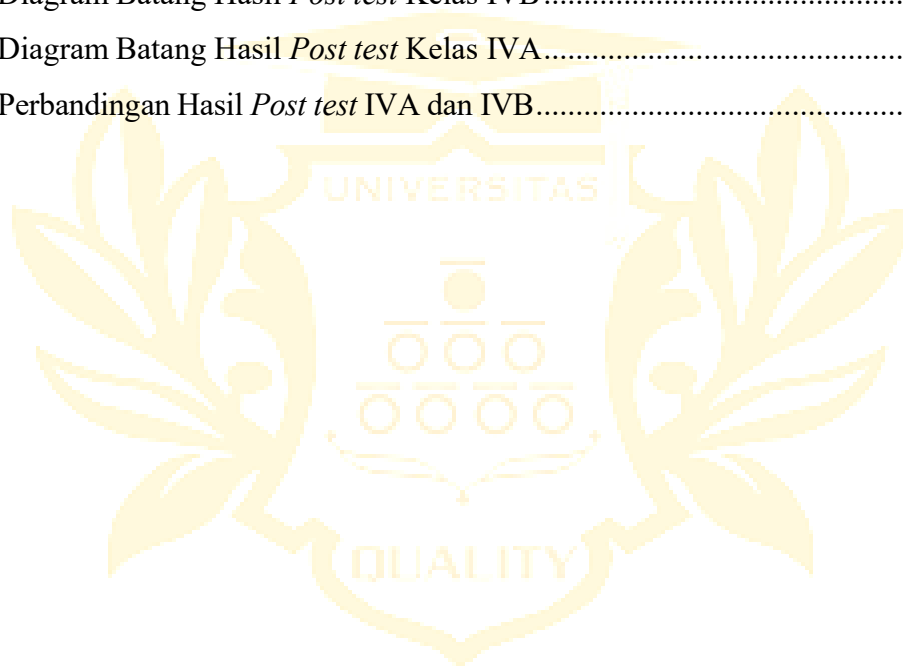 Diagram Batang Hasil Post test Kelas IVB..............................................
Diagram Batang Hasil Post test Kelas IVA..............................................
Perbandingan Hasil Post test IVA dan IVB..............................................
UNIVERSITAS
QUALITY